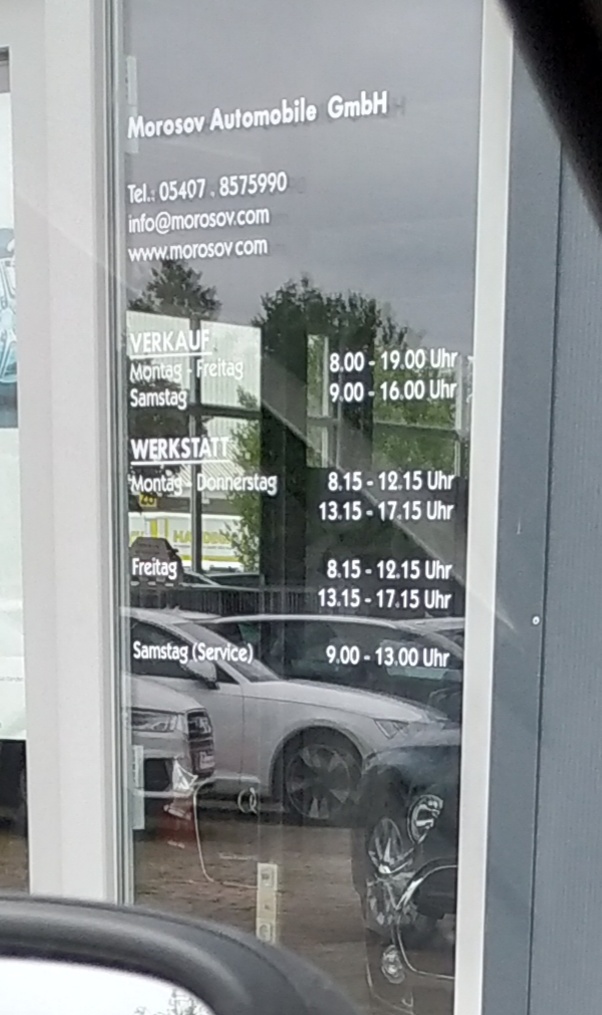 Morosov Automobile GmbH
Tel.: 05407 . 8575990
info@morosov.com
www.morosov.com
VERKAUF
Montag - Freitag 8.00 - 19.00 Uhr
Samstag 9.00 - 16.00 Uhr
WERKSTATT
Montag - Donnerstag 8.15 - 12.15 Uhr
13.15 - 17.15 Uhr
Freitag 8.15 - 12.15 Uhr
13.15 - 17.15 Uhr
Samstag (Service) 9.00 - 13.00 Uhr